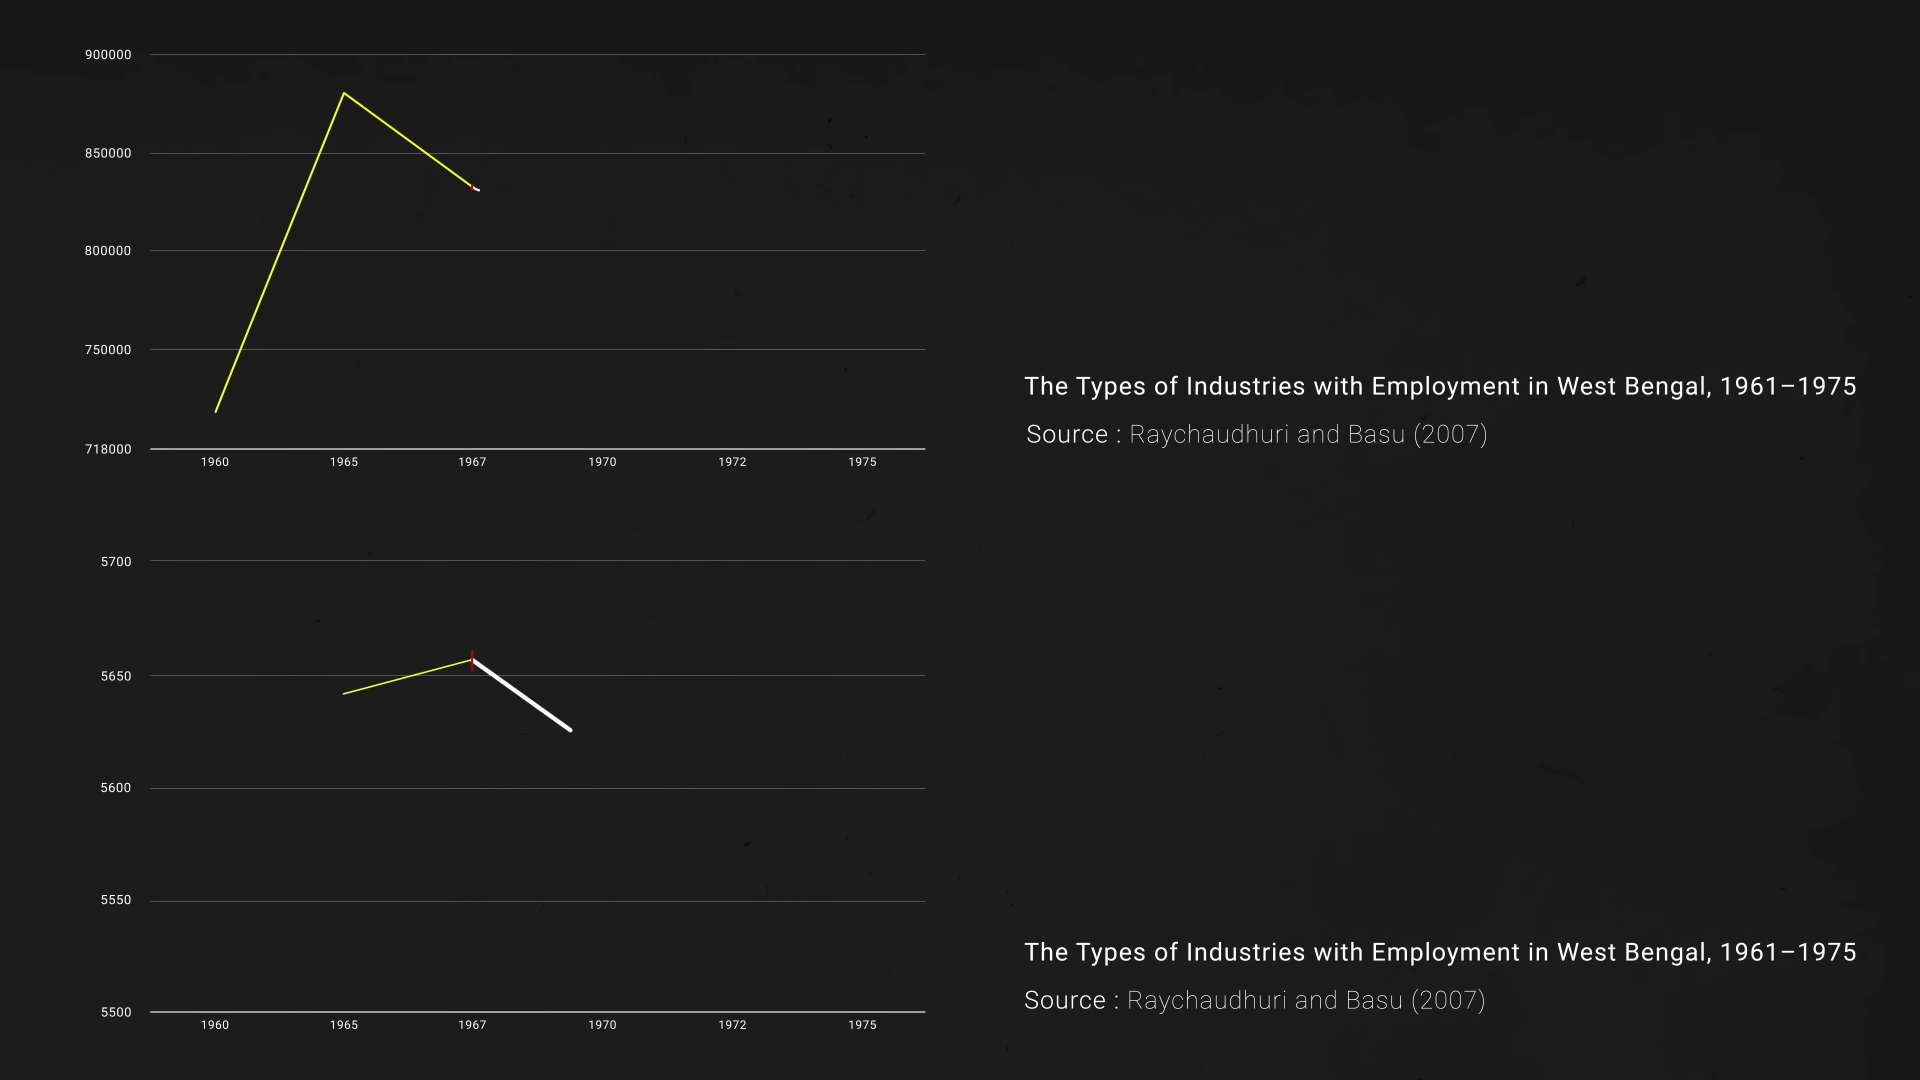 900000
850000
800000
750000
718000
1960 1965 1967 1970 1972 1975
The Types of Industries with Employment in West Bengal, 1961–1975
Source : Raychaudhuri and Basu (2007)
5700
5650
5600
5550
5500
1960 1965 1967 1970 1972 1975
The Types of Industries with Employment in West Bengal, 1961–1975
Source : Raychaudhuri and Basu (2007)